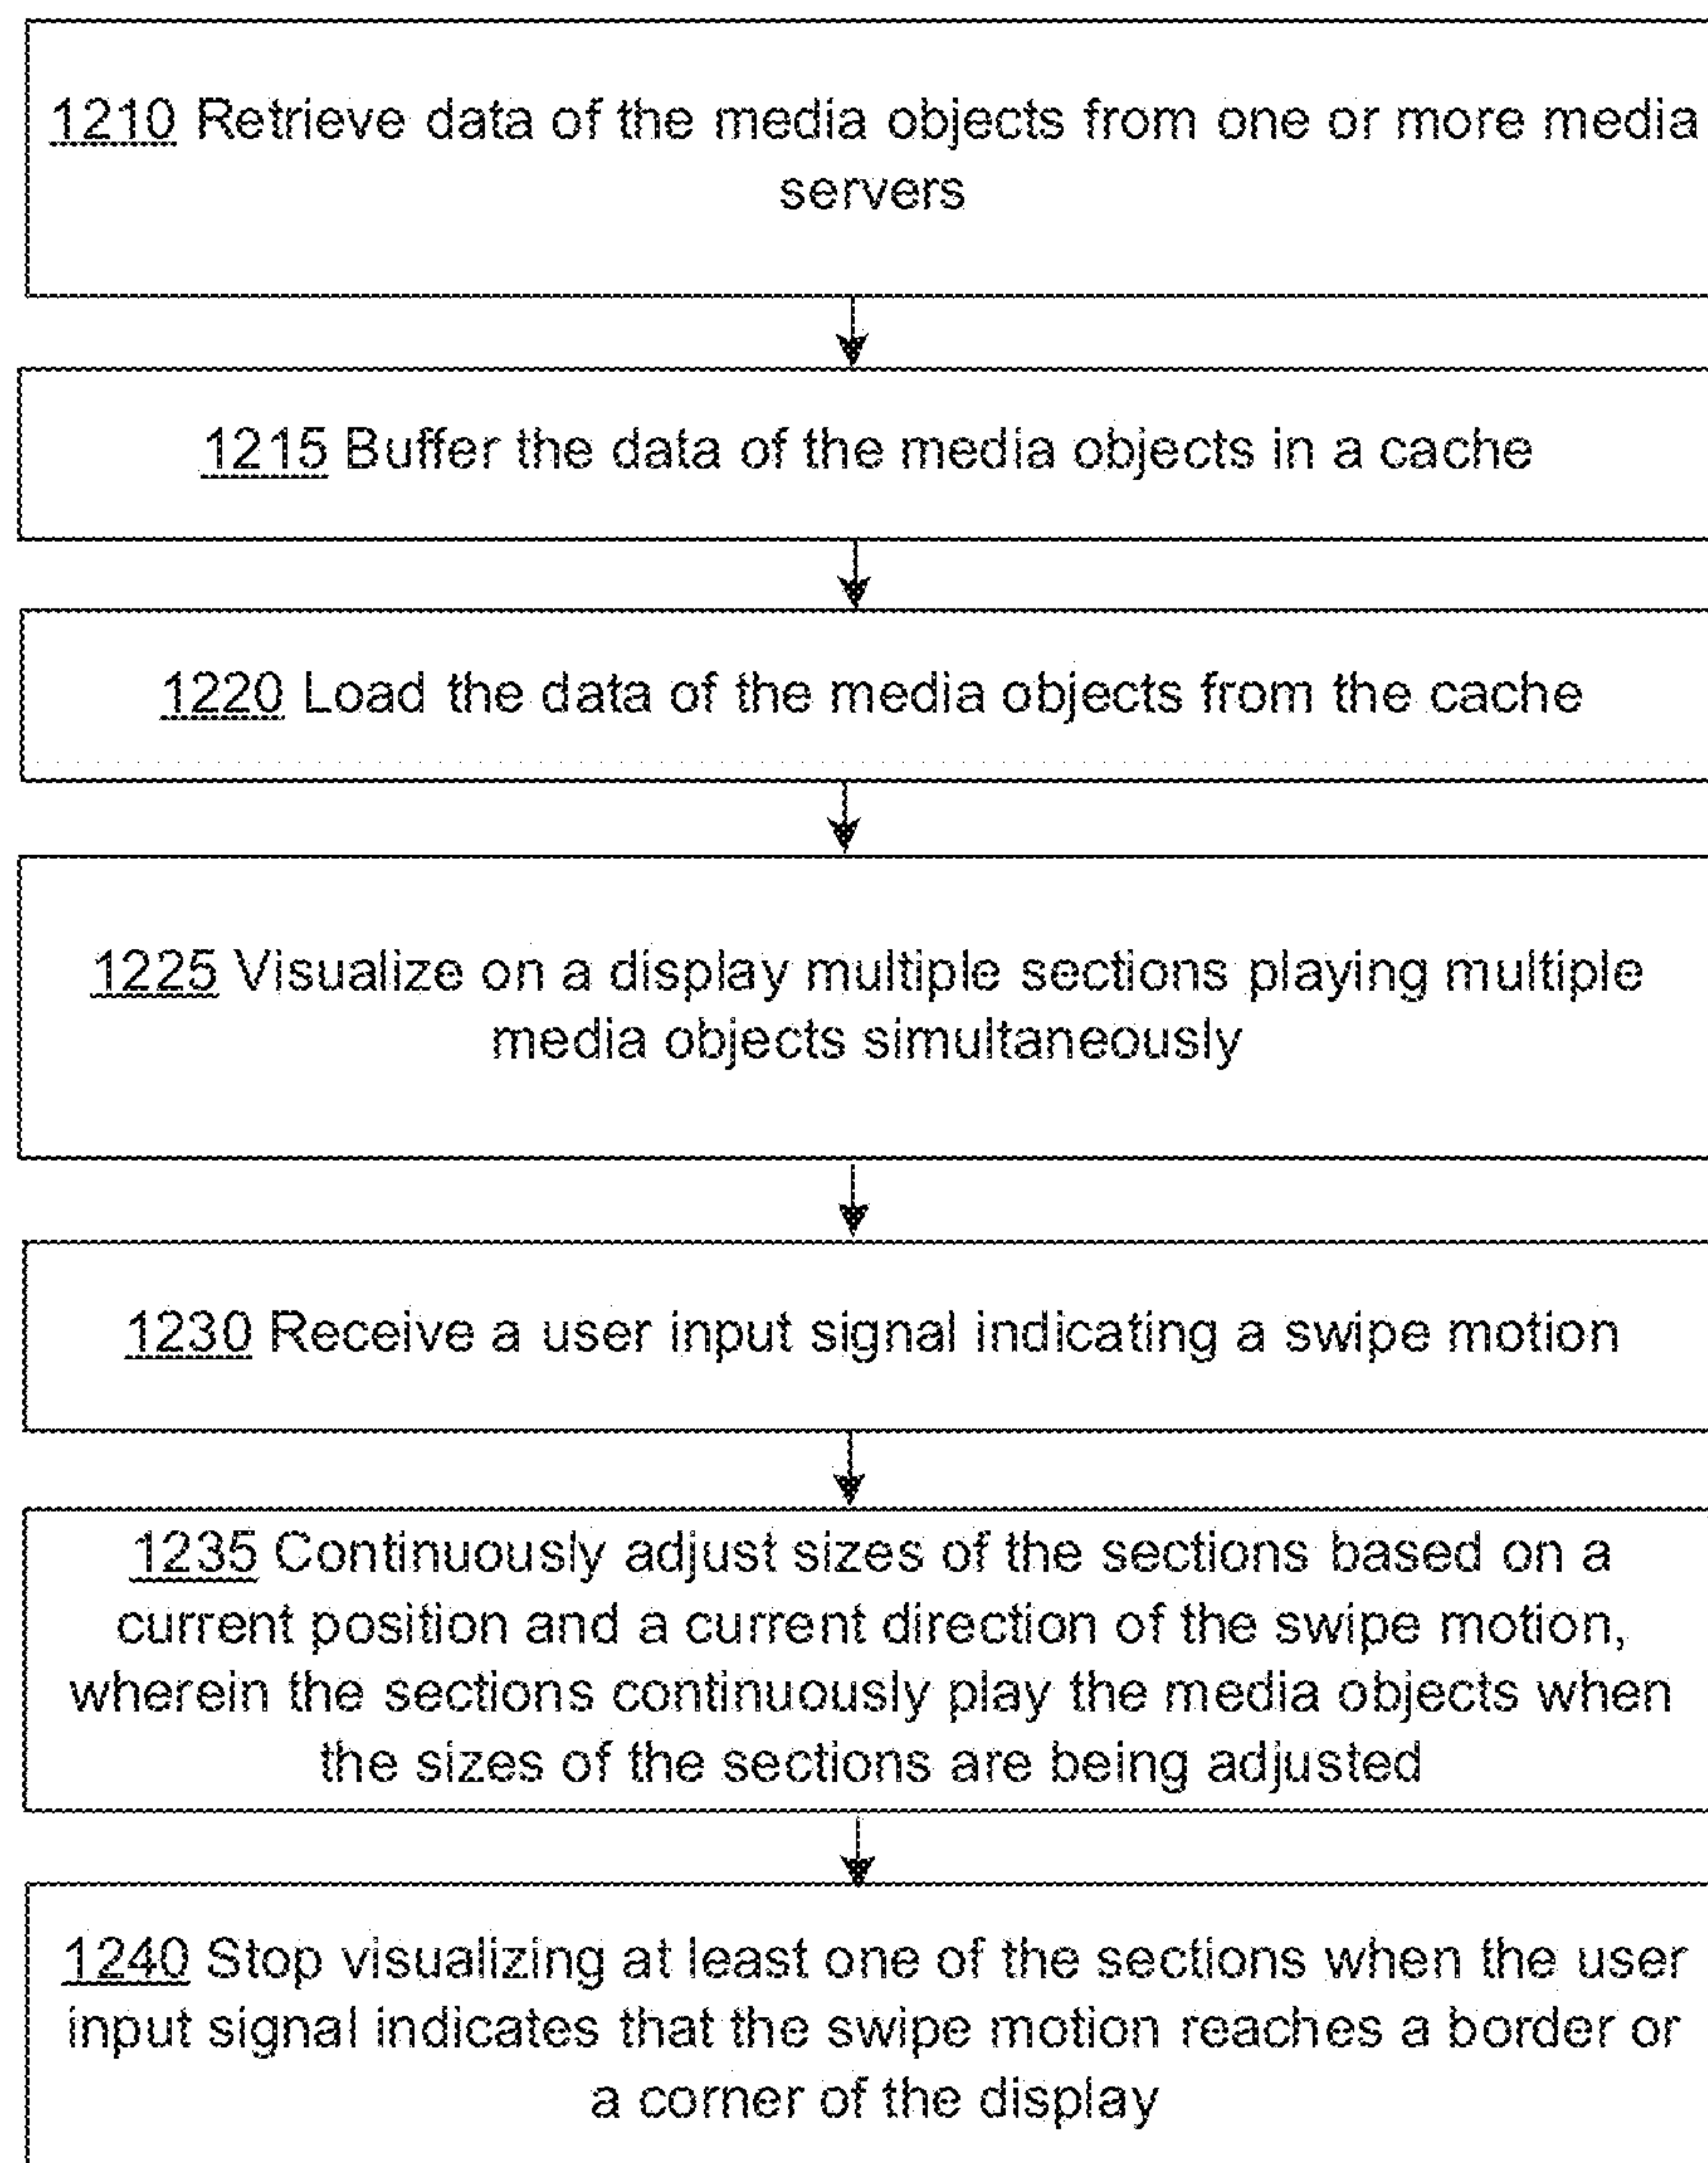 1210 Retrieve data of the media objects from one or more media
servers
1215 Buffer the data of the media objects in a cache
1220 Load the data of the media objects from the cache
1225 Visualize on a display multiple sections playing multiple
media objects simultaneously
1230 Receive a user input signal indicating a swipe motion
1235 Continuously adjust sizes of the sections based on a
current position and a current direction of the swipe motion,
wherein the sections continuously play the media objects when
the sizes of the sections are being adjusted
1240 Stop visualizing at least one of the sections when the user
input signal indicates that the swipe motion reaches a border or
a corner of the display